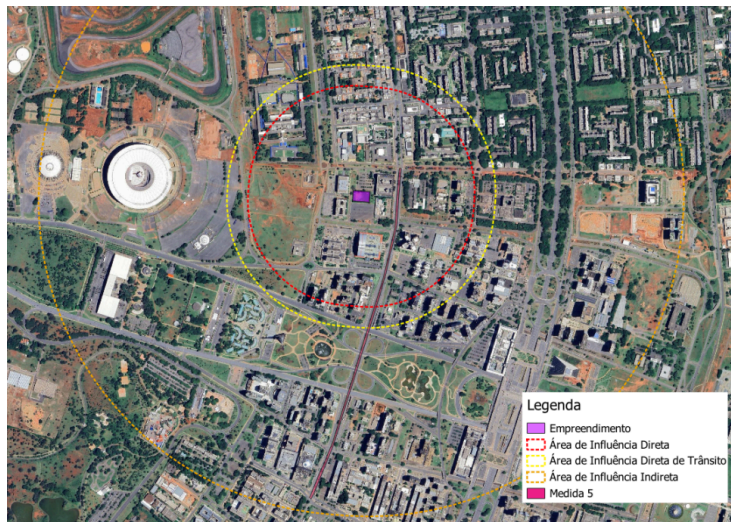 Legenda
Empreendimento
Área de Influência Direta
Área de Influência Direta de Trânsito
Área de Influência Indireta
Medida 5